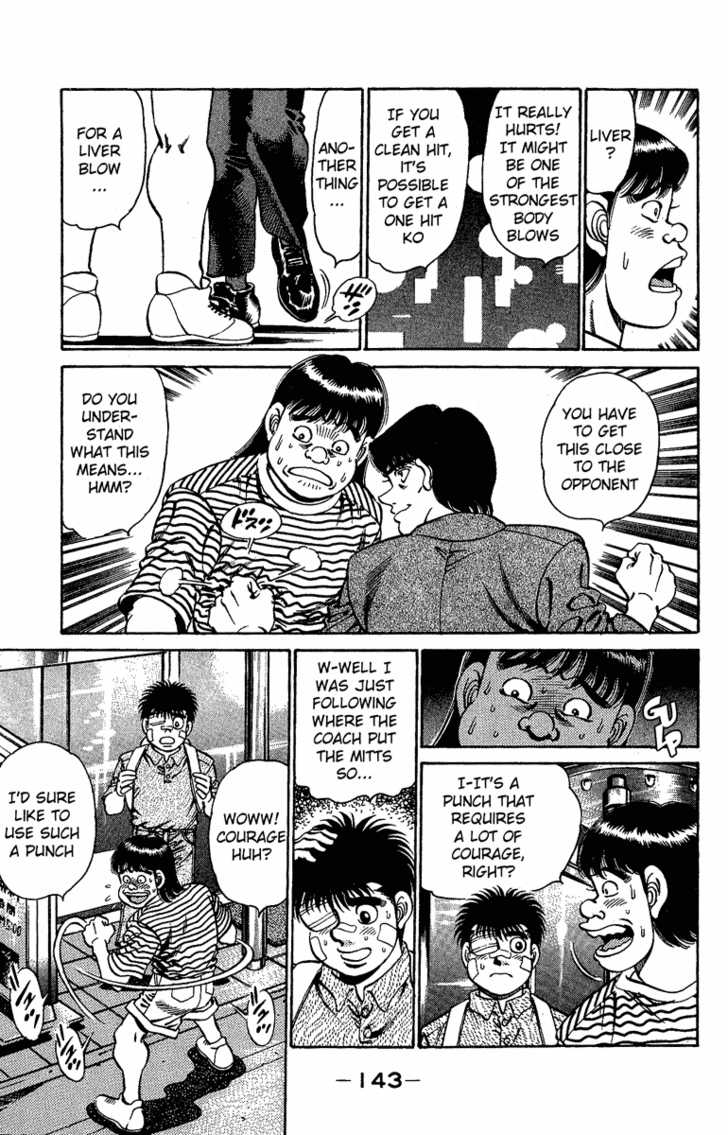 LIVER
?
IT REALLY
HURTS!
IT MIGHT
BE ONE
OF THE
STRONGEST
BODY
BLOWS
IF YOU
GET A
CLEAN HIT,
IT'S
POSSIBLE
TO GET A
ONE HIT
KO
ANO-
THER
THING
...
FOR A
LIVER
BLOW
...
YOU HAVE
TO GET
THIS CLOSE
TO THE
OPPONENT
DO YOU
UNDER-
STAND
WHAT THIS
MEANS...
HMM?
GULP
I-IT'S A
PUNCH THAT
REQUIRES
A LOT OF
COURAGE,
RIGHT?
W-WELL I
WAS JUST
FOLLOWING
WHERE THE
COACH PUT
THE MITTS
SO...
WOWW!
COURAGE
HUH?
I'D SURE
LIKE TO
USE SUCH
A PUNCH
—143—